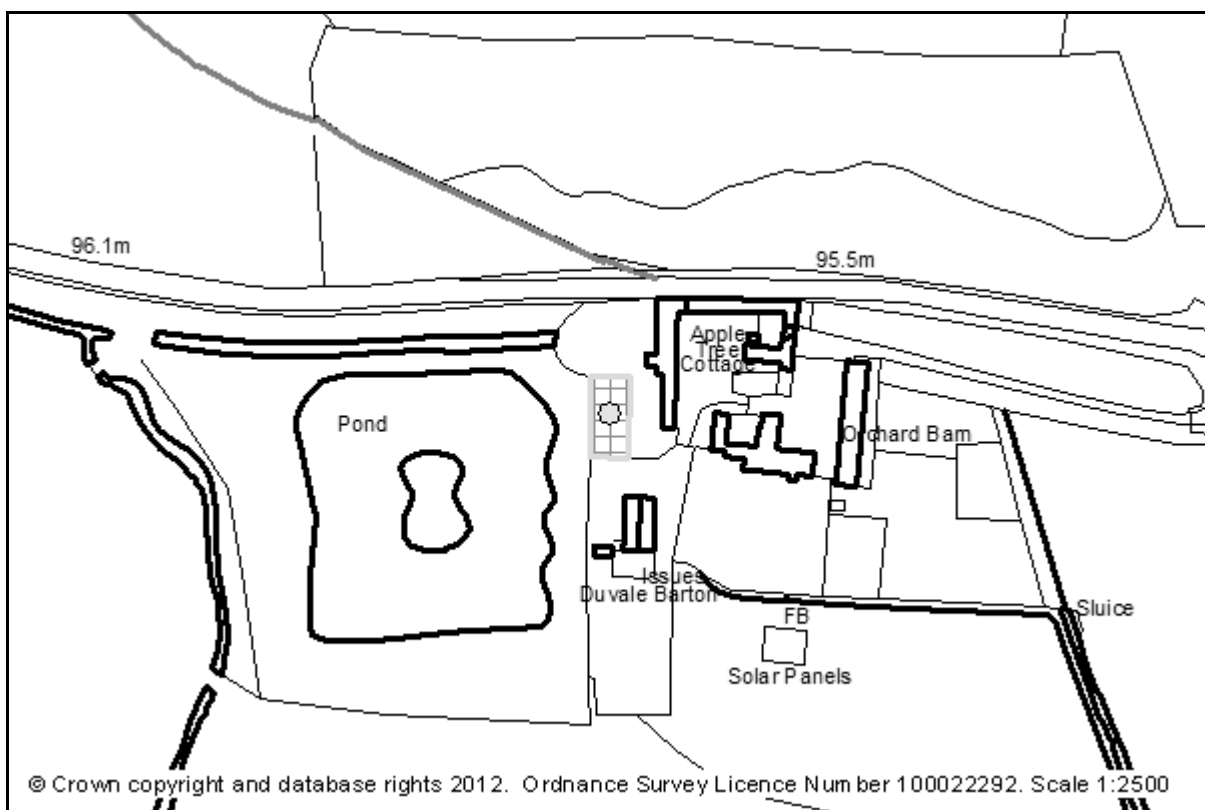 96.1m
95.5m
Apple
Tree
Cottage
Pond
Orchard Barn
Issues
Duvale Barton
Sluice
FB
Solar Panels
© Crown copyright and database rights 2012. Ordnance Survey Licence Number 100022292. Scale 1:2500